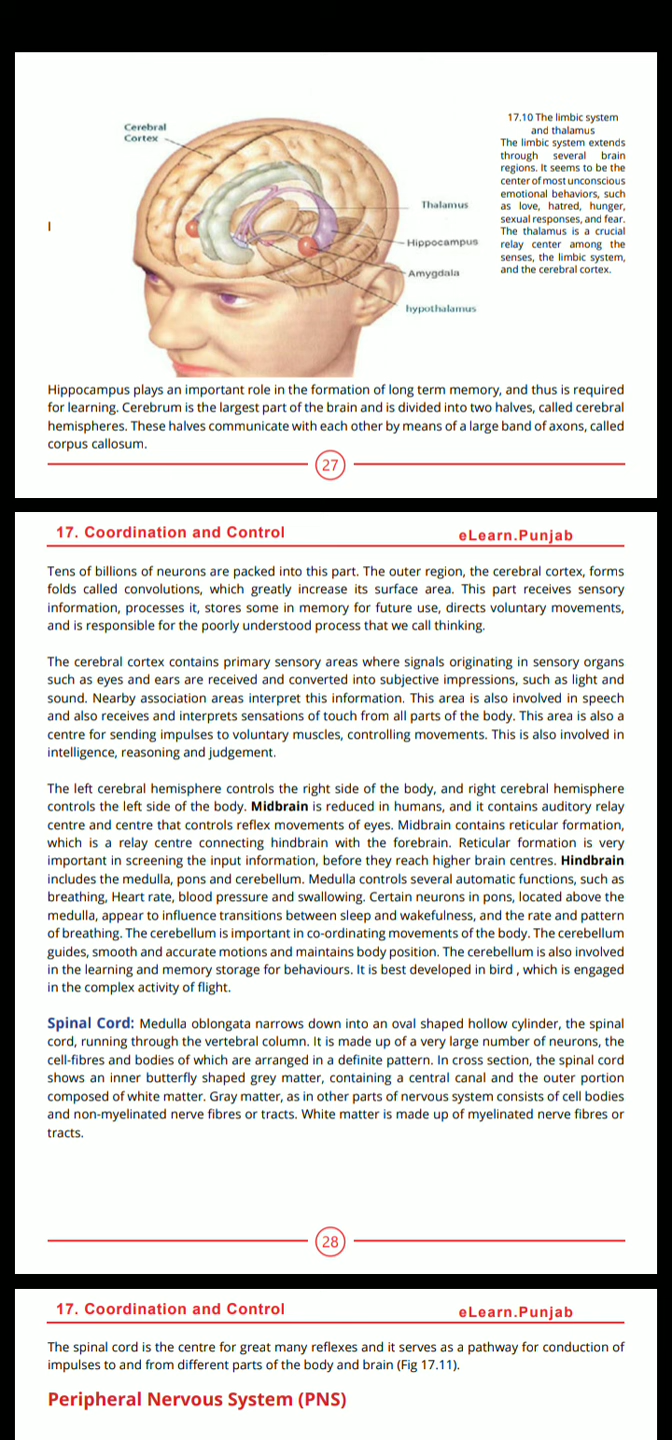 Cerebral
Cortex
17.10 The limbic system
and thalamus
The limbic system extends
through several brain
regions. It seems to be the
center of most unconscious
emotional behaviors, such
as love, hatred, hunger,
sexual responses, and fear.
The thalamus is a crucial
relay center among the
senses, the limbic system,
and the cerebral cortex.
Thalamus
I
Hippocampus
Amygdala
hypothalamus
Hippocampus plays an important role in the formation of long term memory, and thus is required
for learning. Cerebrum is the largest part of the brain and is divided into two halves, called cerebral
hemispheres. These halves communicate with each other by means of a large band of axons, called
corpus callosum.
27
17. Coordination and Control eLearn.Punjab
Tens of billions of neurons are packed into this part. The outer region, the cerebral cortex, forms
folds called convolutions, which greatly increase its surface area. This part receives sensory
information, processes it, stores some in memory for future use, directs voluntary movements,
and is responsible for the poorly understood process that we call thinking.
The cerebral cortex contains primary sensory areas where signals originating in sensory organs
such as eyes and ears are received and converted into subjective impressions, such as light and
sound. Nearby association areas interpret this information. This area is also involved in speech
and also receives and interprets sensations of touch from all parts of the body. This area is also a
centre for sending impulses to voluntary muscles, controlling movements. This is also involved in
intelligence, reasoning and judgement.
The left cerebral hemisphere controls the right side of the body, and right cerebral hemisphere
controls the left side of the body. Midbrain is reduced in humans, and it contains auditory relay
centre and centre that controls reflex movements of eyes. Midbrain contains reticular formation,
which is a relay centre connecting hindbrain with the forebrain. Reticular formation is very
important in screening the input information, before they reach higher brain centres. Hindbrain
includes the medulla, pons and cerebellum. Medulla controls several automatic functions, such as
breathing, Heart rate, blood pressure and swallowing. Certain neurons in pons, located above the
medulla, appear to influence transitions between sleep and wakefulness, and the rate and pattern
of breathing. The cerebellum is important in co-ordinating movements of the body. The cerebellum
guides, smooth and accurate motions and maintains body position. The cerebellum is also involved
in the learning and memory storage for behaviours. It is best developed in bird , which is engaged
in the complex activity of flight.
Spinal Cord: Medulla oblongata narrows down into an oval shaped hollow cylinder, the spinal
cord, running through the vertebral column. It is made up of a very large number of neurons, the
cell-fibres and bodies of which are arranged in a definite pattern. In cross section, the spinal cord
shows an inner butterfly shaped grey matter, containing a central canal and the outer portion
composed of white matter. Gray matter, as in other parts of nervous system consists of cell bodies
and non-myelinated nerve fibres or tracts. White matter is made up of myelinated nerve fibres or
tracts.
28
17. Coordination and Control eLearn.Punjab
The spinal cord is the centre for great many reflexes and it serves as a pathway for conduction of
impulses to and from different parts of the body and brain (Fig 17.11).
Peripheral Nervous System (PNS)